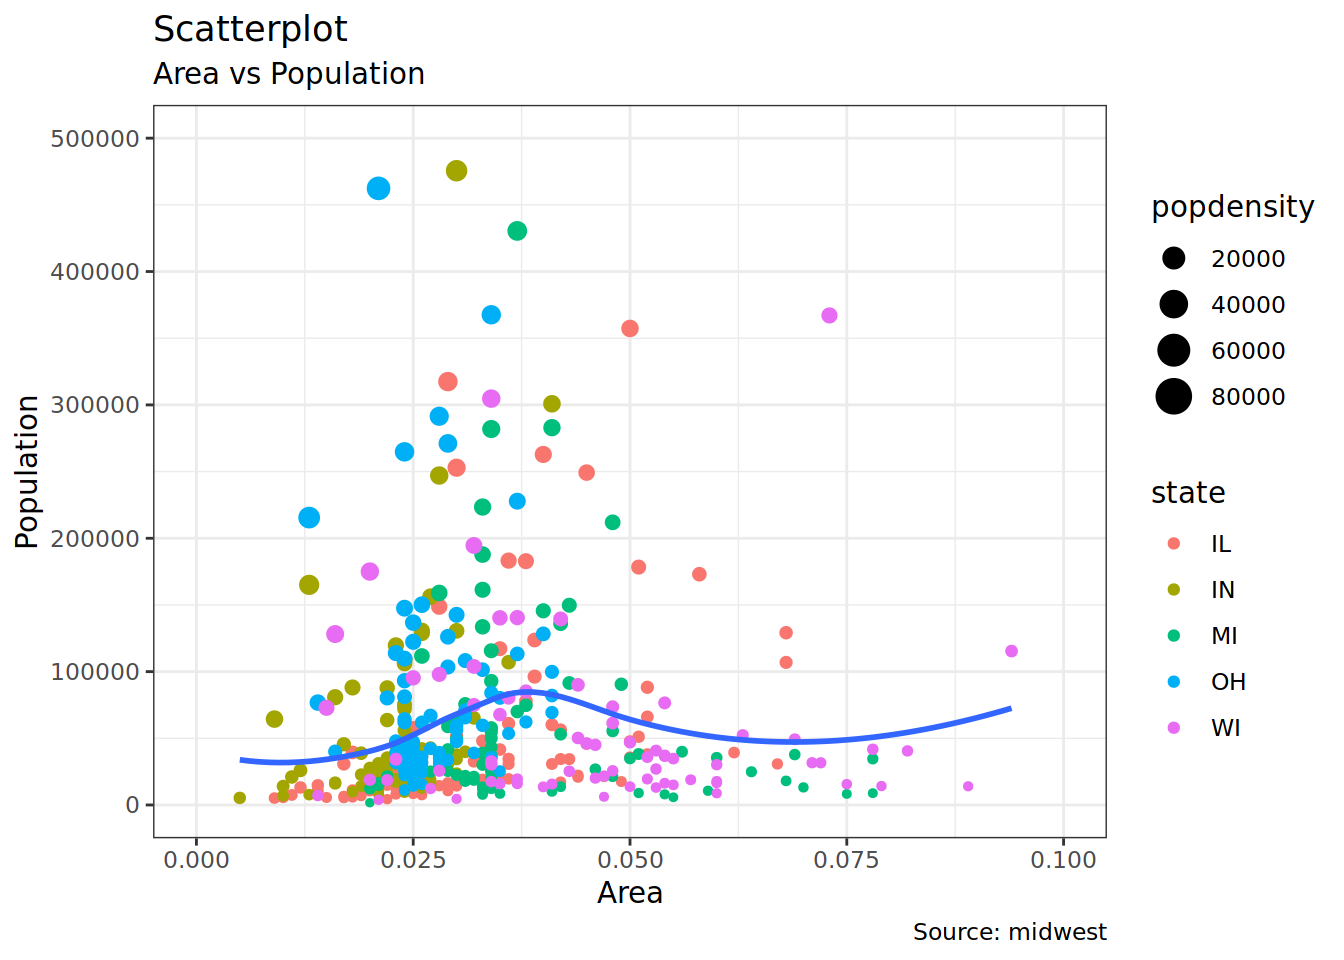 Scatterplot
Area vs Population
500000
400000
300000
200000
100000
0
Population
0.000 0.025 0.050 0.075 0.100
Area
popdensity
20000
40000
60000
80000
state
IL
IN
MI
OH
WI
Source: midwest